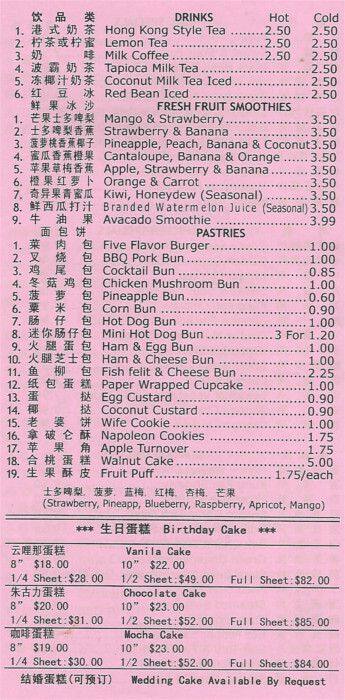 饮 品 类 DRINKS Hot Cold
1. 港 式 奶 茶 Hong Kong Style Tea ........2.50 2.50
2. 柠茶或柠蜜 Lemon Tea ......................2.50 2.50
3. 奶 啡 Milk Coffee .....................2.50 2.50
4. 波 霸 奶 茶 Tapioca Milk Tea .......................2.50
5. 冻椰汁奶茶 Coconut Milk Tea Iced ...............2.50
6. 红 豆 冰 Red Bean Iced ...........................2.50
鲜 果 冰 沙 FRESH FRUIT SMOOTHIES
1. 芒果士多啤梨 Mango & Strawberry.....................3.50
2. 士多啤梨香蕉 Strawberry & Banana ...................3.50
3. 菠萝桃香蕉椰子 Pineapple, Peach, Banana & Coconut3.50
4. 蜜瓜香蕉橙果 Cantaloupe, Banana & Orange ......3.50
5. 苹果草梅香蕉 Apple, Strawberry & Banana .........3.50
6. 橙 果 红 萝 卜 Orange & Carrot .......................3.50
7. 奇异果青蜜瓜 Kiwi, Honeydew (Seasonal) ..........3.50
8. 鲜西瓜打汁 Branded Watermelon Juice (Seasonal)3.50
9. 牛 油 果 Avacado Smoothie .....................3.99
面 包 饼 PASTRIES
1. 菜 肉 包 Five Flavor Burger......................1.00
2. 叉 烧 包 BBQ Pork Bun ...........................1.00
3. 鸡 尾 包 Cocktail Bun .............................0.85
4. 冬 菇 鸡 包 Chicken Mushroom Bun ..............1.00
5. 菠 萝 包 Pineapple Bun..........................0.60
6. 粟 米 包 Corn Bun ................................0.90
7. 肠 仔 包 Hot Dog Bun ...........................1.00
8. 迷你肠仔包 Mini Hot Dog Bun ..............3 For 1.20
9. 火 腿 蛋 包 Ham & Egg Bun .......................1.00
10. 火腿芝士包 Ham & Cheese Bun ..................1.00
11. 鱼 柳 包 Fish felit & Cheese Bun .............2.25
12. 纸 包 蛋 糕 Paper Wrapped Cupcake ............1.00
13. 蛋 挞 Egg Custard ............................0.90
14. 椰 挞 Coconut Custard ......................0.90
15. 老 婆 饼 Wife Cookie .............................1.00
16. 拿 破 仑 酥 Napoleon Cookies ....................1.75
17. 苹 果 角 Apple Turnover .......................1.75
18. 合 桃 蛋 糕 Walnut Cake ...........................5.00
19. 生 果 酥 皮 Fruit Puff..........................1.75/each
士多啤梨, 菠萝, 蓝梅, 红梅, 杏梅, 芒果
(Strawberry, Pineapp, Blueberry, Raspberry, Apricot, Mango)
*** 生日蛋糕 Birthday Cake ***
云哩那蛋糕 Vanila Cake
8” $18.00 10” $22.00
1/4 Sheet:$28.00 1/2 Sheet:$49.00 Full Sheet:$82.00
朱古力蛋糕 Chocolate Cake
8” $20.00 10” $23.00
1/4 Sheet:$31.00 1/2 Sheet:$52.00 Full Sheet:$85.00
咖啡蛋糕 Mocha Cake
8” $19.00 10” $23.00
1/4 Sheet:$30.00 1/2 Sheet:$52.00 Full Sheet:$84.00
结婚蛋糕(可预订) Wedding Cake Available By Request